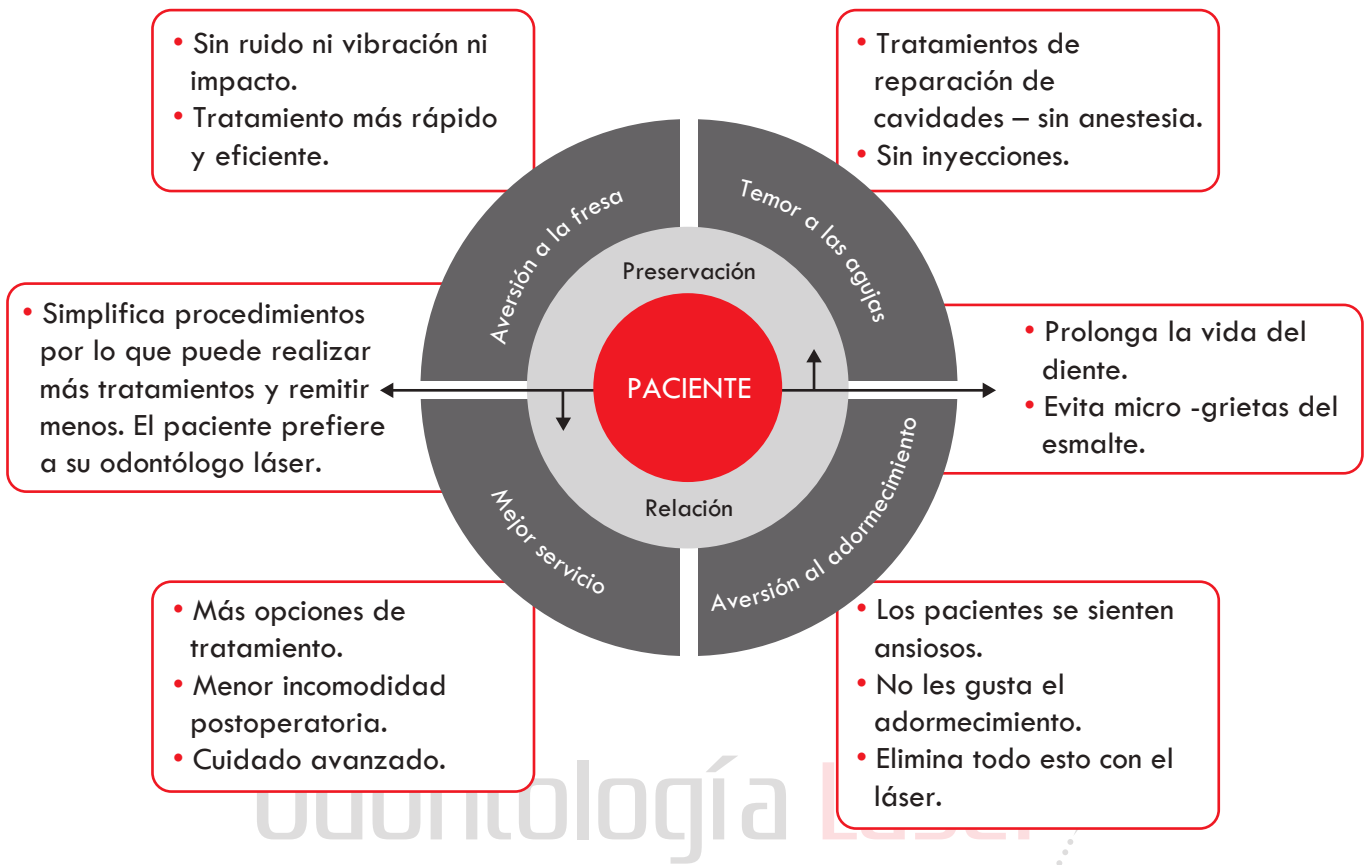 • Sin ruido ni vibración ni
impacto.
• Tratamiento más rápido
y eficiente.
• Tratamientos de
reparación de
cavidades – sin anestesia.
• Sin inyecciones.
Aversión a la fresa
Temor a las agujas
Preservación
• Simplifica procedimientos
por lo que puede realizar
más tratamientos y remitir
menos. El paciente prefiere
a su odontólogo láser.
PACIENTE
• Prolonga la vida del
diente.
• Evita micro -grietas del
esmalte.
Relación
Mejor servicio
Aversión al adormecimiento
• Más opciones de
tratamiento.
• Menor incomodidad
postoperatoria.
• Cuidado avanzado.
• Los pacientes se sienten
ansiosos.
• No les gusta el
adormecimiento.
• Elimina todo esto con el
láser.
Odontología Láser